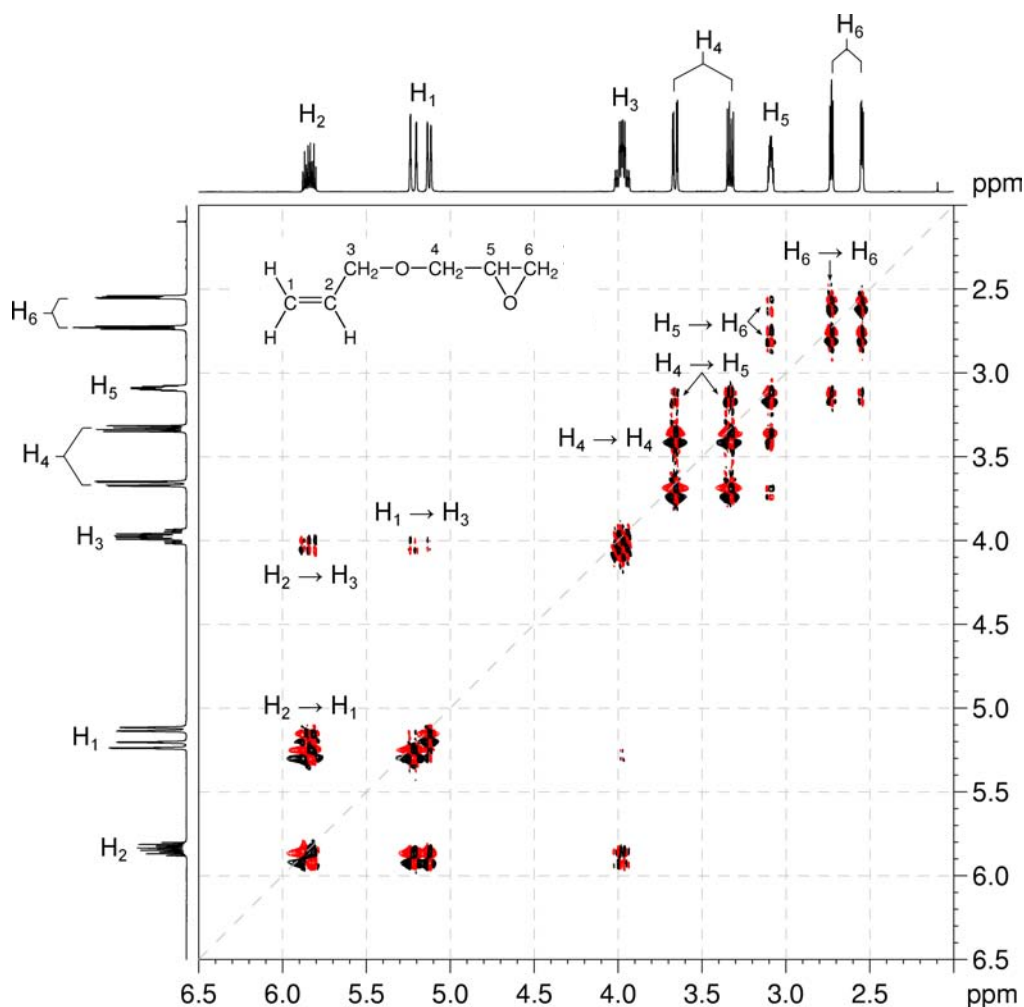 H₆
H₄
H₃
H₁
H₂
H₅
ppm
3 4 5 6
H CH₂—O—CH₂—CH—CH₂
1 2
C=C O
H H
H₆ → H₆
H₆
2.5
H₅ → H₆
H₅
3.0
H₄ → H₅
H₄
H₄ → H₄
3.5
H₁ → H₃
H₃
4.0
H₂ → H₃
4.5
H₂ → H₁
5.0
H₁
5.5
H₂
6.0
6.5
6.5 6.0 5.5 5.0 4.5 4.0 3.5 3.0 2.5 ppm